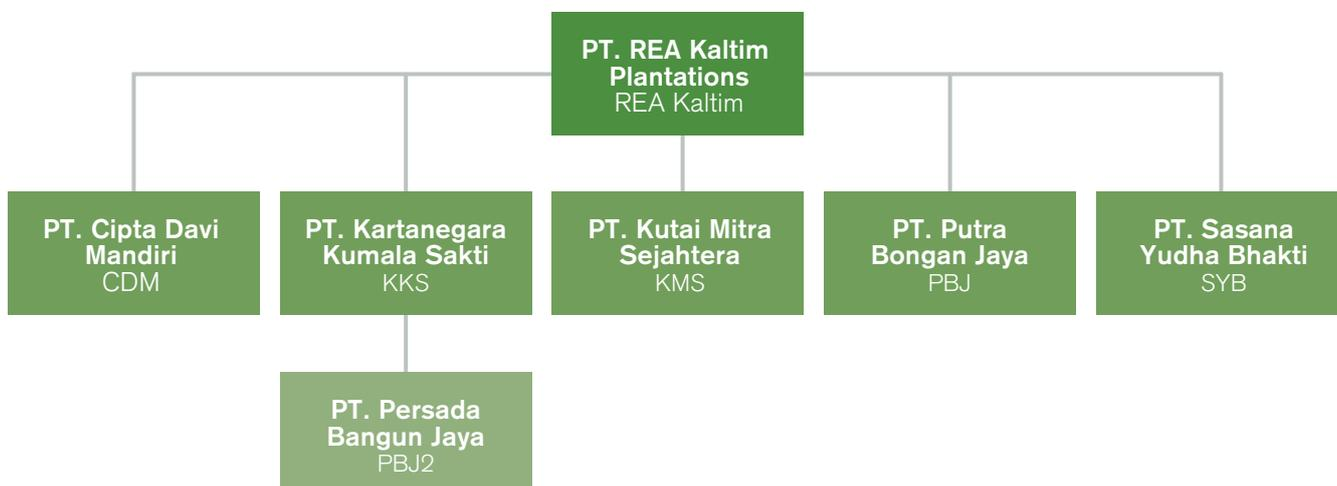 PT. REA Kaltim
Plantations
REA Kaltim
PT. Cipta Davi
Mandiri
CDM
PT. Kartanegara
Kumala Sakti
KKS
PT. Kutai Mitra
Sejahtera
KMS
PT. Putra
Bongan Jaya
PBJ
PT. Sasana
Yudha Bhakti
SYB
PT. Persada
Bangun Jaya
PBJ2